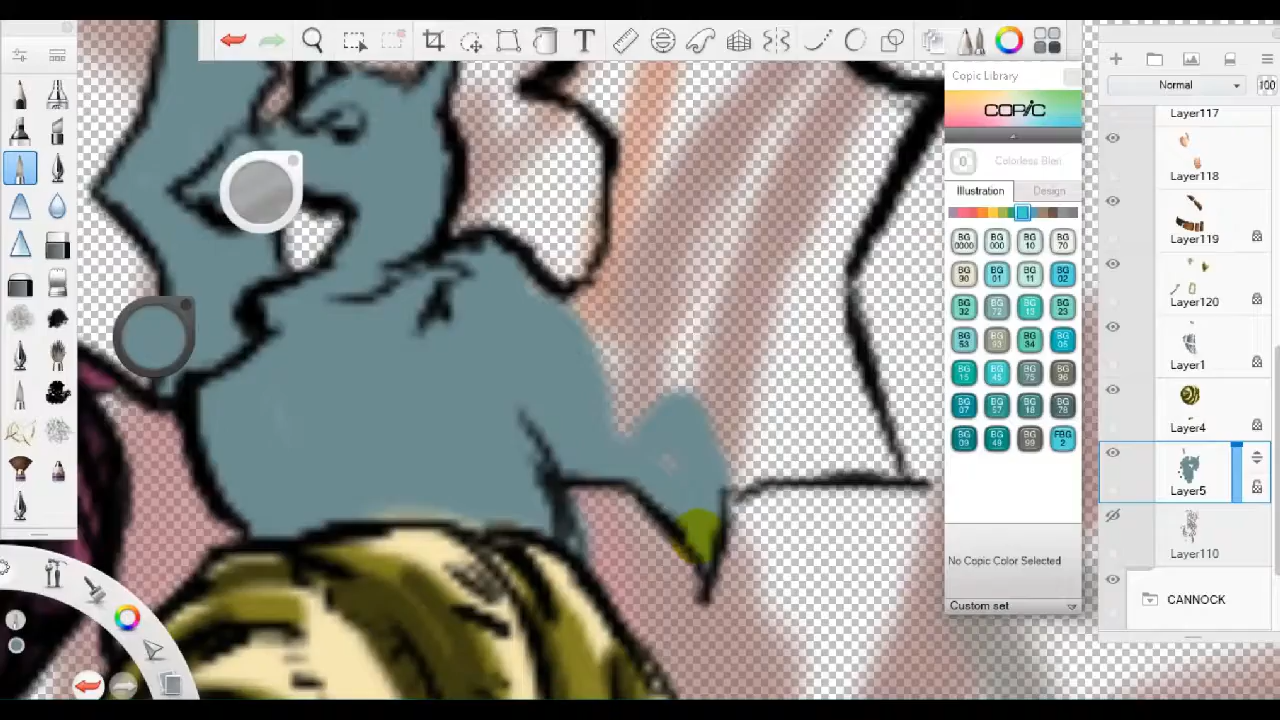 T
Copic Library
COPIC
0 Colorless Blen
Illustration Design
BG 0000 BG 000 BG 10 BG 70
BG 90 BG 01 BG 11 BG 02
BG 32 BG 72 BG 13 BG 23
BG 53 BG 93 BG 34 BG 05
BG 15 BG 45 BG 75 BG 96
BG 07 BG 57 BG 18 BG 78
BG 09 BG 49 BG 99 FBG 2
No Copic Color Selected
Custom set
Normal 100
Layer117
Layer118
Layer119
Layer120
Layer1
Layer4
Layer5
Layer110
CANNOCK